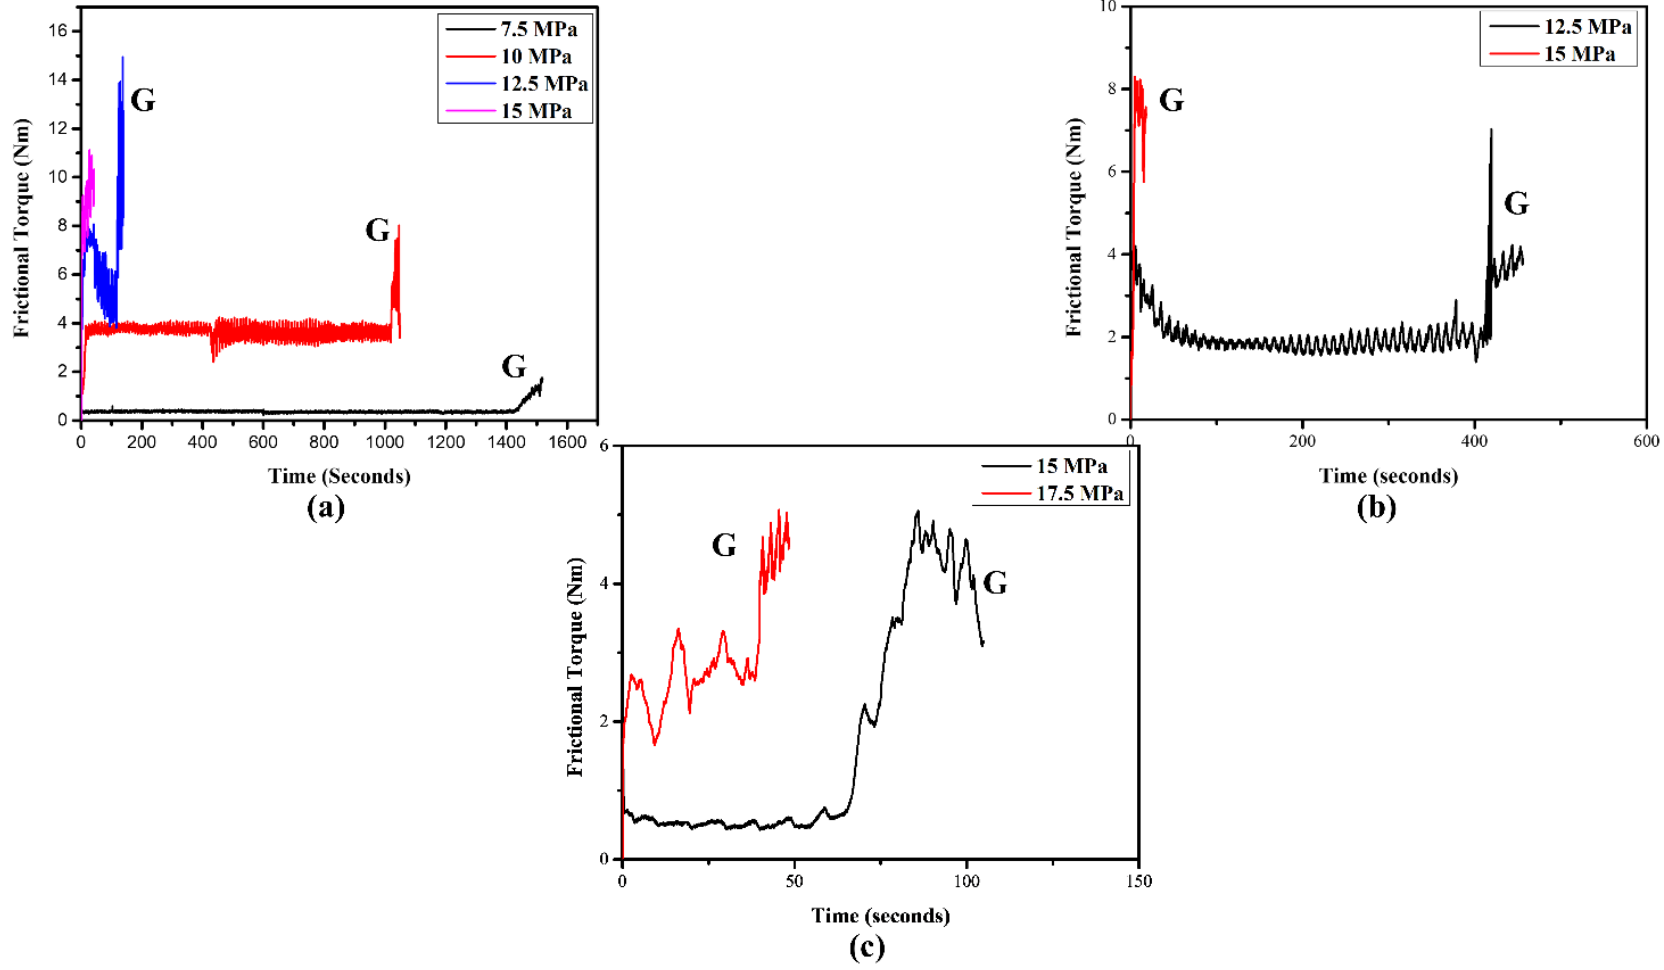 16
14
12
10
8
6
4
2
0
Frictional Torque (Nm)
7.5 MPa
10 MPa
12.5 MPa
15 MPa
G
G
G
0 200 400 600 800 1000 1200 1400 1600
Time (Seconds)
(a)
10
8
6
4
2
0
Frictional Torque (Nm)
12.5 MPa
15 MPa
G
G
0 200 400 600
Time (seconds)
(b)
6
4
2
0
Frictional Torque (Nm)
15 MPa
17.5 MPa
G
G
0 50 100 150
Time (seconds)
(c)